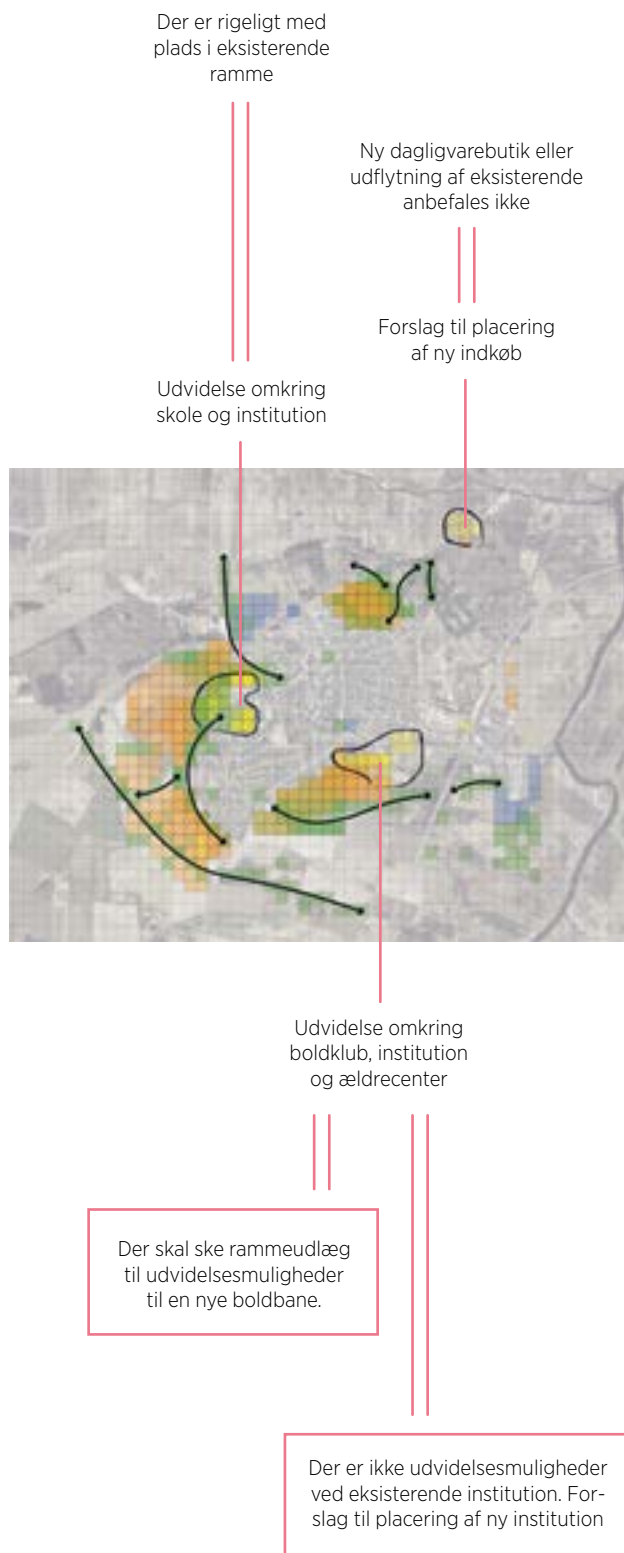 Der er rigeligt med
plads i eksisterende
ramme
Ny dagligvarebutik eller
udflytning af eksisterende
anbefales ikke
Forslag til placering
af ny indkøb
Udvidelse omkring
skole og institution
Udvidelse omkring
boldklub, institution
og ældrecenter
Der skal ske rammeudlæg
til udvidelsesmuligheder
til en nye boldbane.
Der er ikke udvidelsesmuligheder
ved eksisterende institution. For-
slag til placering af ny institution